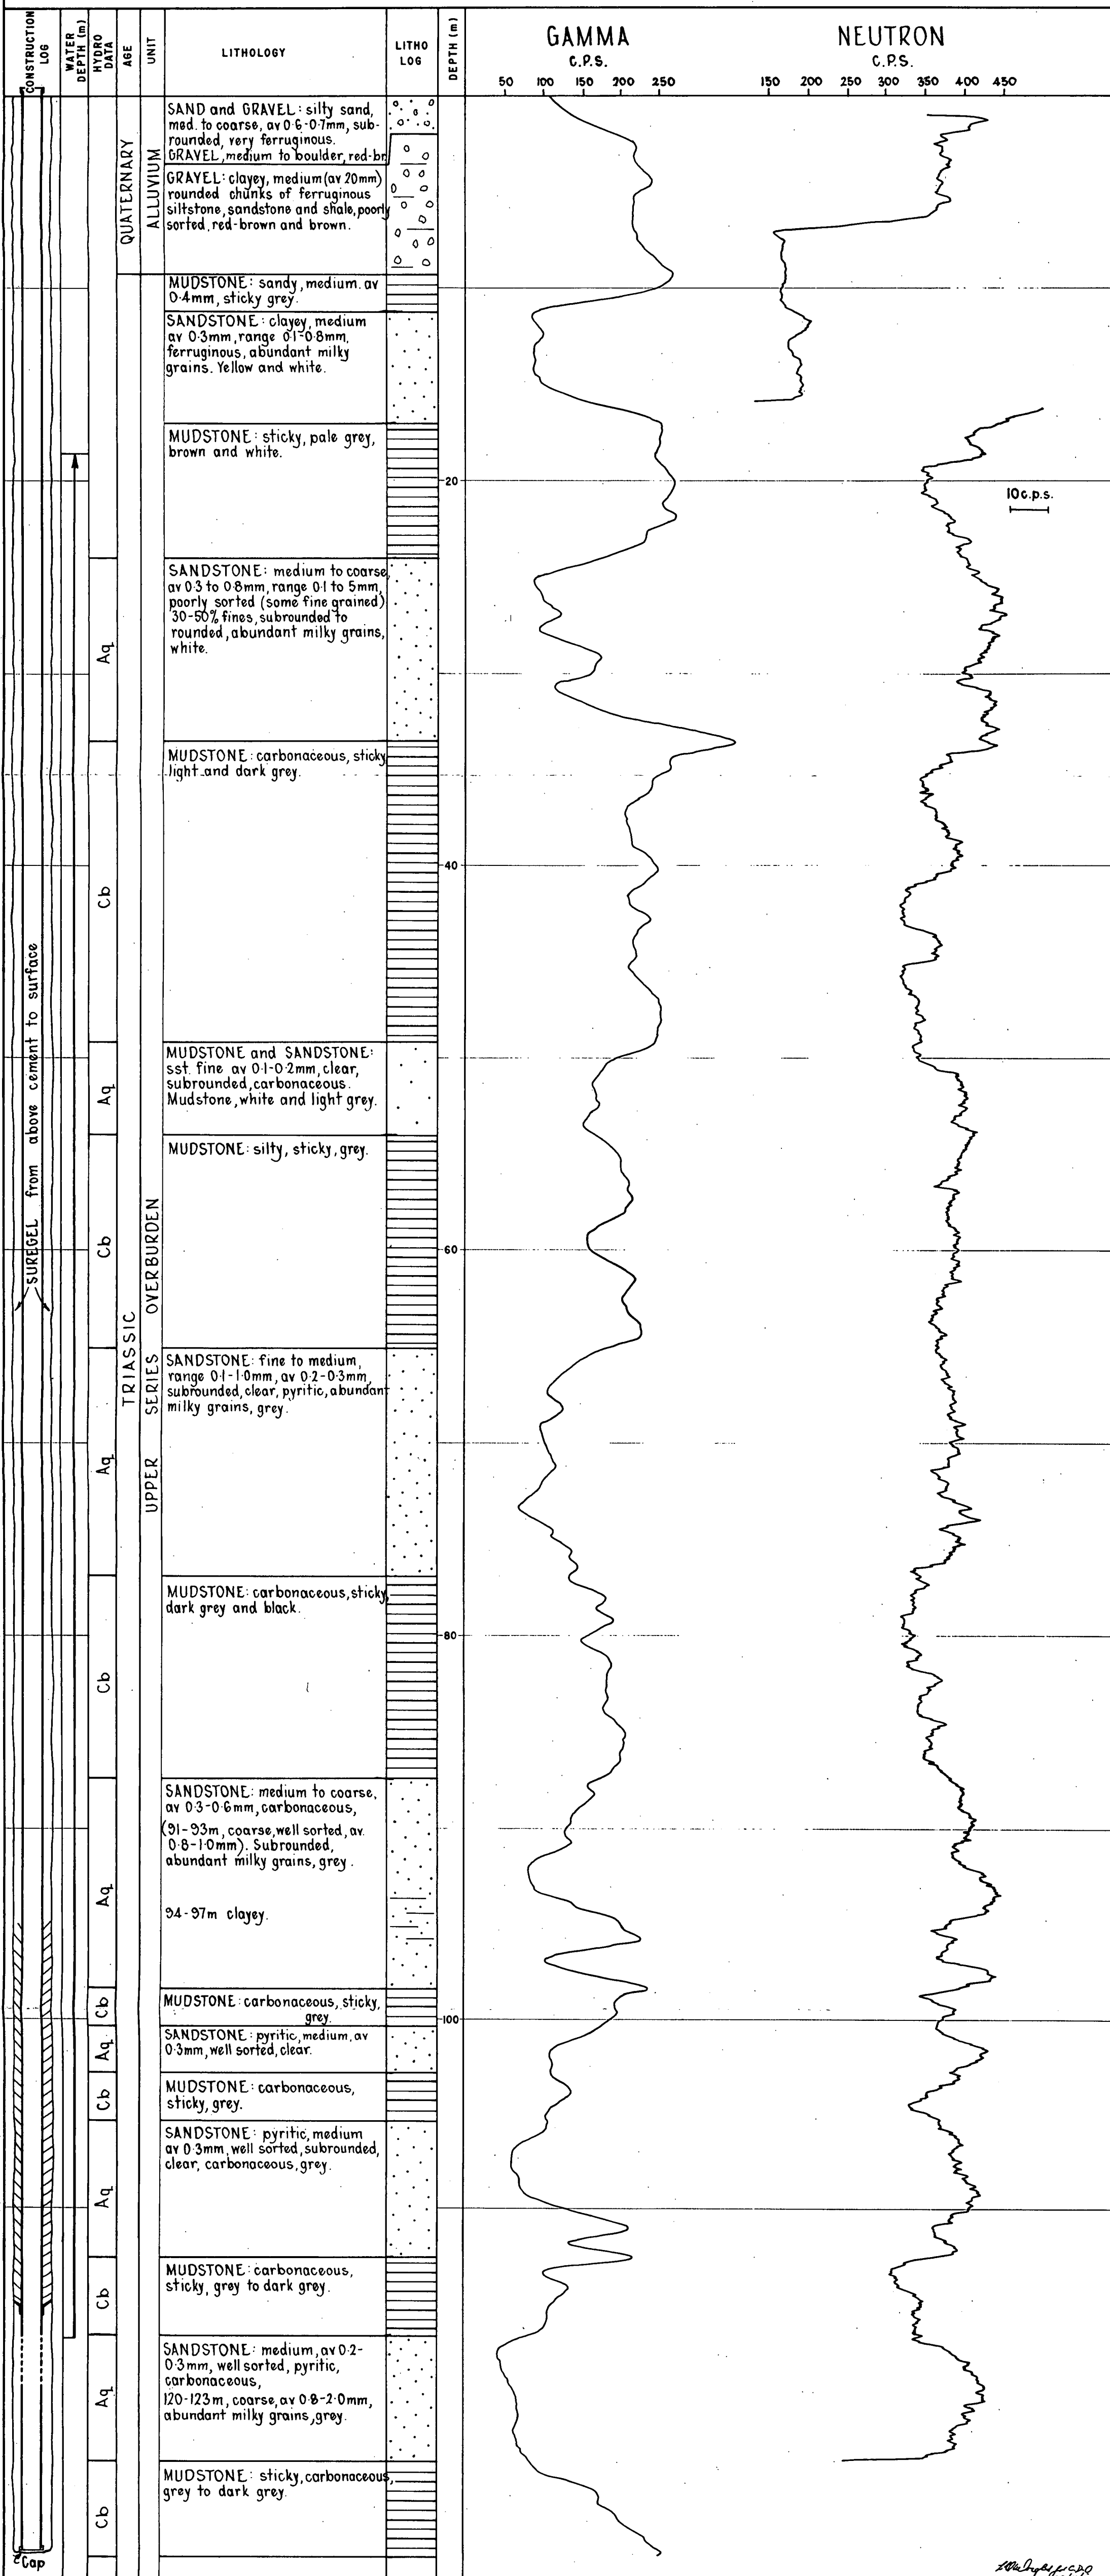 CONSTRUCTION LOG
WATER DEPTH (m)
HYDRO DATA
AGE
UNIT
LITHOLOGY
LITHO LOG
DEPTH (m)
GAMMA
C.P.S.
50 100 150 200 250
NEUTRON
C.P.S.
150 200 250 300 350 400 450
SAND and GRAVEL: silty sand,
med. to coarse, av 0.6-0.7mm, sub-
rounded, very ferruginous.
GRAVEL, medium to boulder, red-br
GRAVEL: clayey, medium (av 20mm)
rounded chunks of ferruginous
siltstone, sandstone and shale, poorly
sorted, red-brown and brown.
QUATERNARY
ALLUVIUM
MUDSTONE: sandy, medium. av
0.4mm, sticky grey.
SANDSTONE: clayey, medium
av 0.3mm, range 0.1-0.8mm,
ferruginous, abundant milky
grains. Yellow and white.
MUDSTONE: sticky, pale grey,
brown and white.
20
10 c.p.s.
SANDSTONE: medium to coarse,
av 0.3 to 0.8mm, range 0.1 to 5mm,
poorly sorted (some fine grained)
30-50% fines, subrounded to
rounded, abundant milky grains,
white.
Aq
MUDSTONE: carbonaceous, sticky
light and dark grey.
40
Cb
SUREGEL from above cement to surface
MUDSTONE and SANDSTONE:
sst. fine av 0.1-0.2mm, clear,
subrounded, carbonaceous.
Mudstone, white and light grey.
Aq
MUDSTONE: silty, sticky, grey.
Cb
60
TRIASSIC
UPPER SERIES OVERBURDEN
SANDSTONE: fine to medium,
range 0.1-1.0mm, av 0.2-0.3mm,
subrounded, clear, pyritic, abundant
milky grains, grey.
Aq
MUDSTONE: carbonaceous, sticky,
dark grey and black.
80
Cb
SANDSTONE: medium to coarse,
av 0.3-0.6mm, carbonaceous,
(91-93m, coarse, well sorted, av.
0.8-1.0mm). Subrounded,
abundant milky grains, grey.
Aq
94-97m clayey.
MUDSTONE: carbonaceous, sticky,
grey.
Cb
100
SANDSTONE: pyritic, medium, av
0.3mm, well sorted, clear.
Aq
MUDSTONE: carbonaceous,
sticky, grey.
Cb
SANDSTONE: pyritic, medium
av 0.3mm, well sorted, subrounded,
clear, carbonaceous, grey.
Aq
MUDSTONE: carbonaceous,
sticky, grey to dark grey.
Cb
SANDSTONE: medium, av 0.2-
0.3mm, well sorted, pyritic,
carbonaceous,
120-123m, coarse, av 0.8-2.0mm,
abundant milky grains, grey.
Aq
MUDSTONE: sticky, carbonaceous,
grey to dark grey.
Cb
Cap